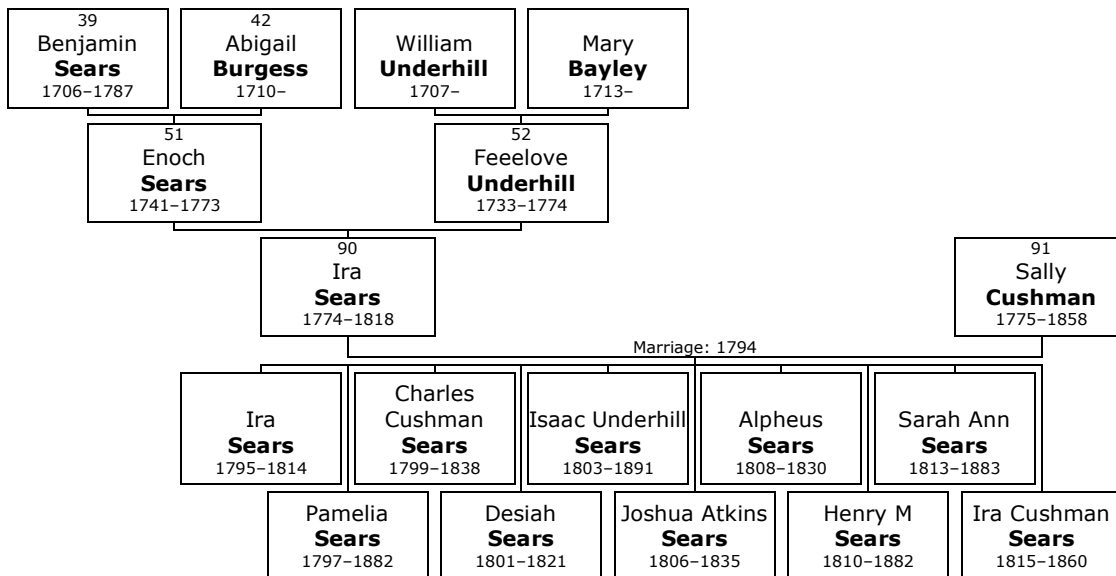 39
Benjamin
Sears
1706–1787
42
Abigail
Burgess
1710–
William
Underhill
1707–
Mary
Bayley
1713–
51
Enoch
Sears
1741–1773
52
Feeelove
Underhill
1733–1774
90
Ira
Sears
1774–1818
91
Sally
Cushman
1775–1858
Marriage: 1794
Ira
Sears
1795–1814
Charles
Cushman
Sears
1799–1838
Isaac Underhill
Sears
1803–1891
Alpheus
Sears
1808–1830
Sarah Ann
Sears
1813–1883
Pamelia
Sears
1797–1882
Desiah
Sears
1801–1821
Joshua Atkins
Sears
1806–1835
Henry M
Sears
1810–1882
Ira Cushman
Sears
1815–1860